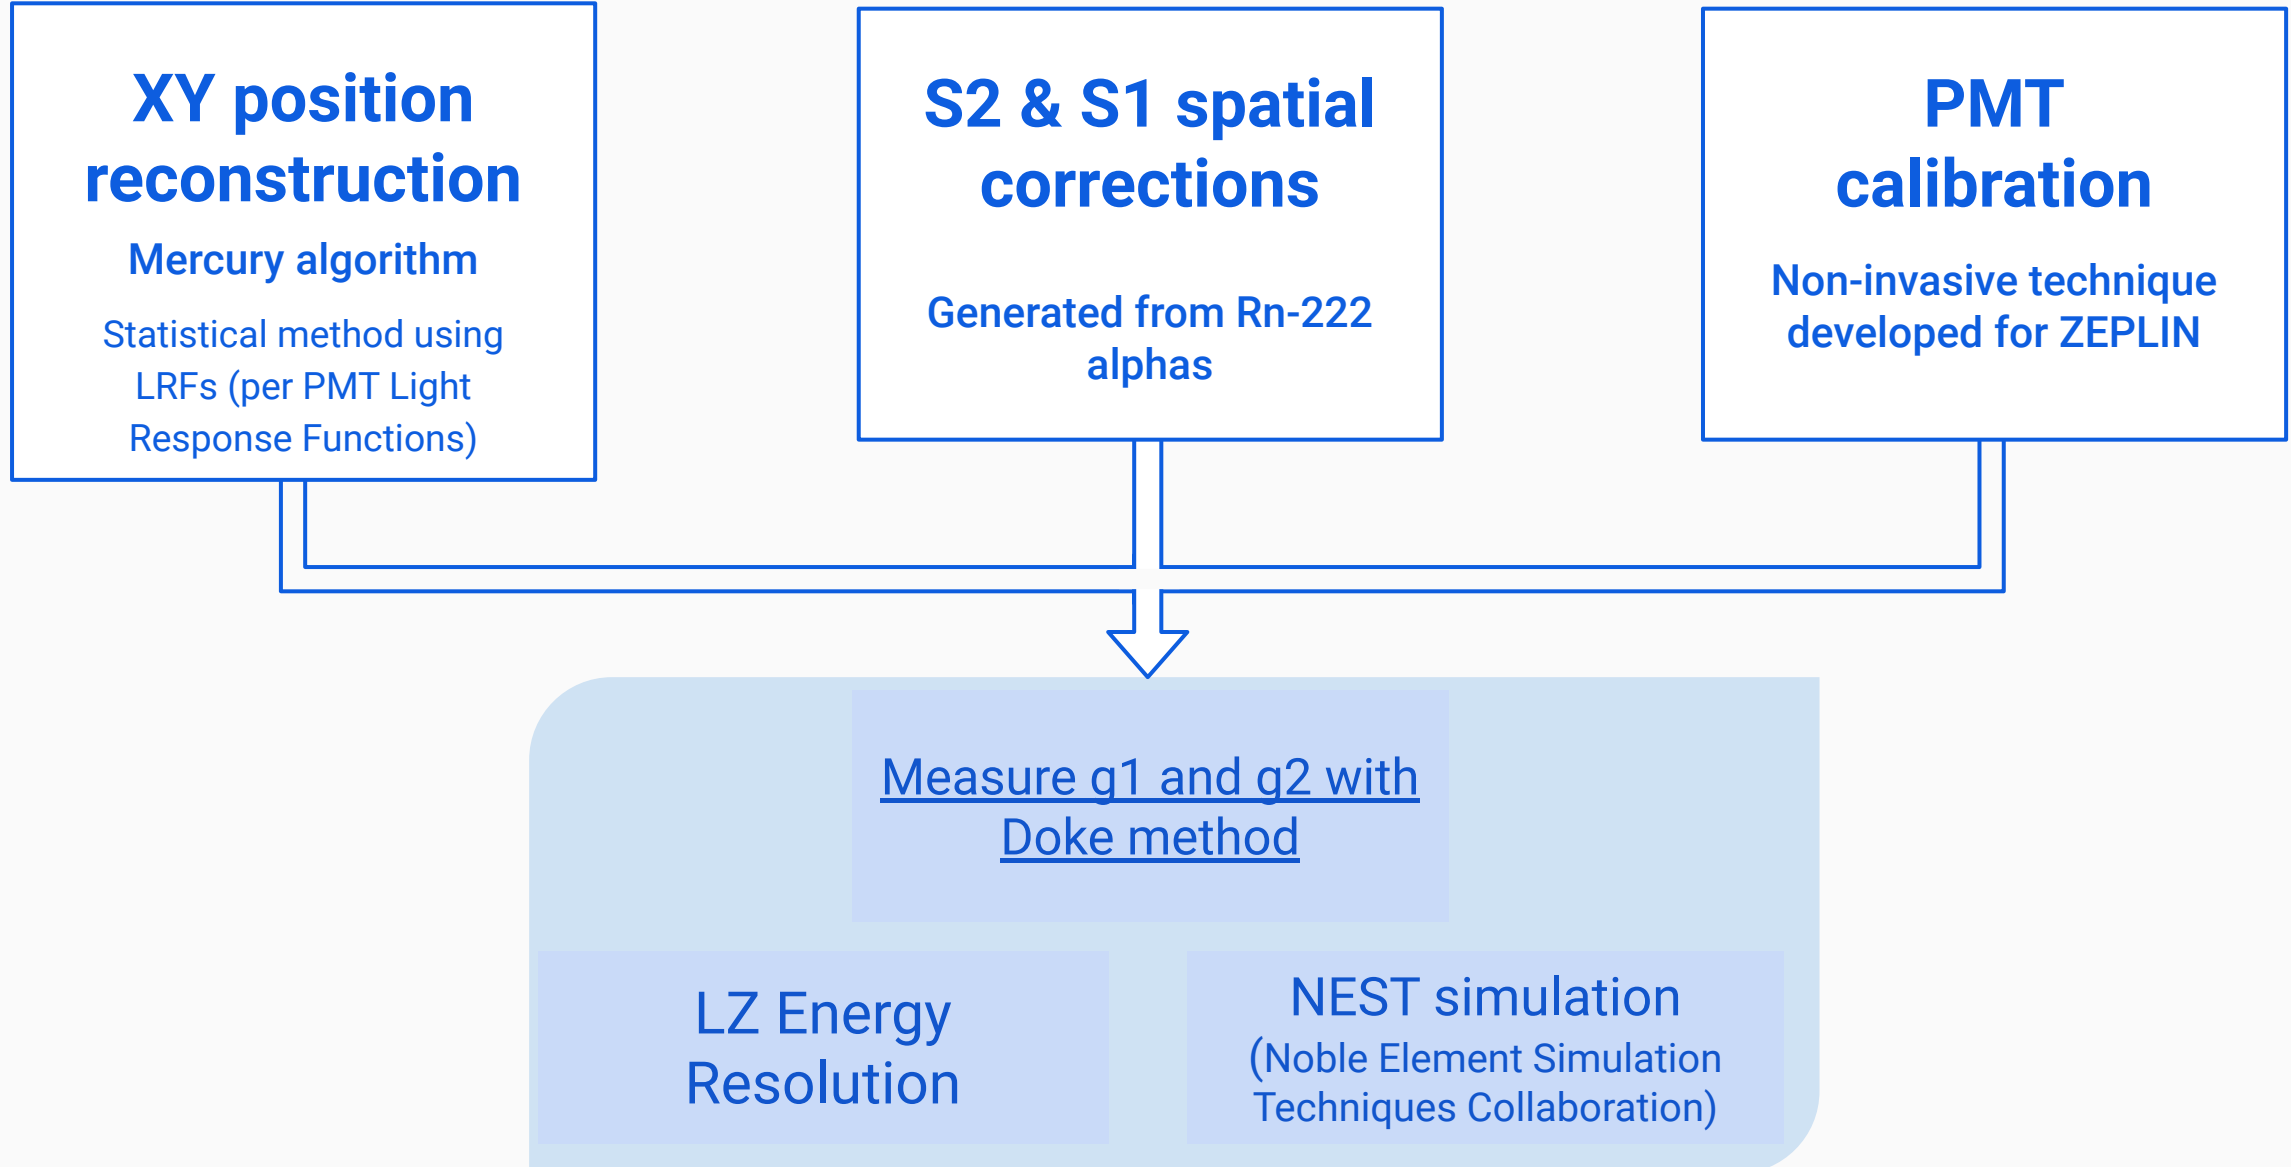 XY position
reconstruction
Mercury algorithm
Statistical method using
LRFs (per PMT Light
Response Functions)
S2 & S1 spatial
corrections
Generated from Rn-222
alphas
PMT
calibration
Non-invasive technique
developed for ZEPLIN
Measure g1 and g2 with
Doke method
LZ Energy
Resolution
NEST simulation
(Noble Element Simulation
Techniques Collaboration)